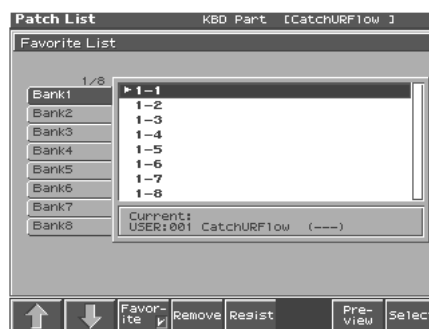 Patch List KBD Part [CatchURFlow ]
Favorite List
1/8
Bank1
Bank2
Bank3
Bank4
Bank5
Bank6
Bank7
Bank8
►1-1
1-2
1-3
1-4
1-5
1-6
1-7
1-8
Current:
USER:001 CatchURFlow (---)
Favor-
ite
Remove
Regist
Pre-
view
Selec